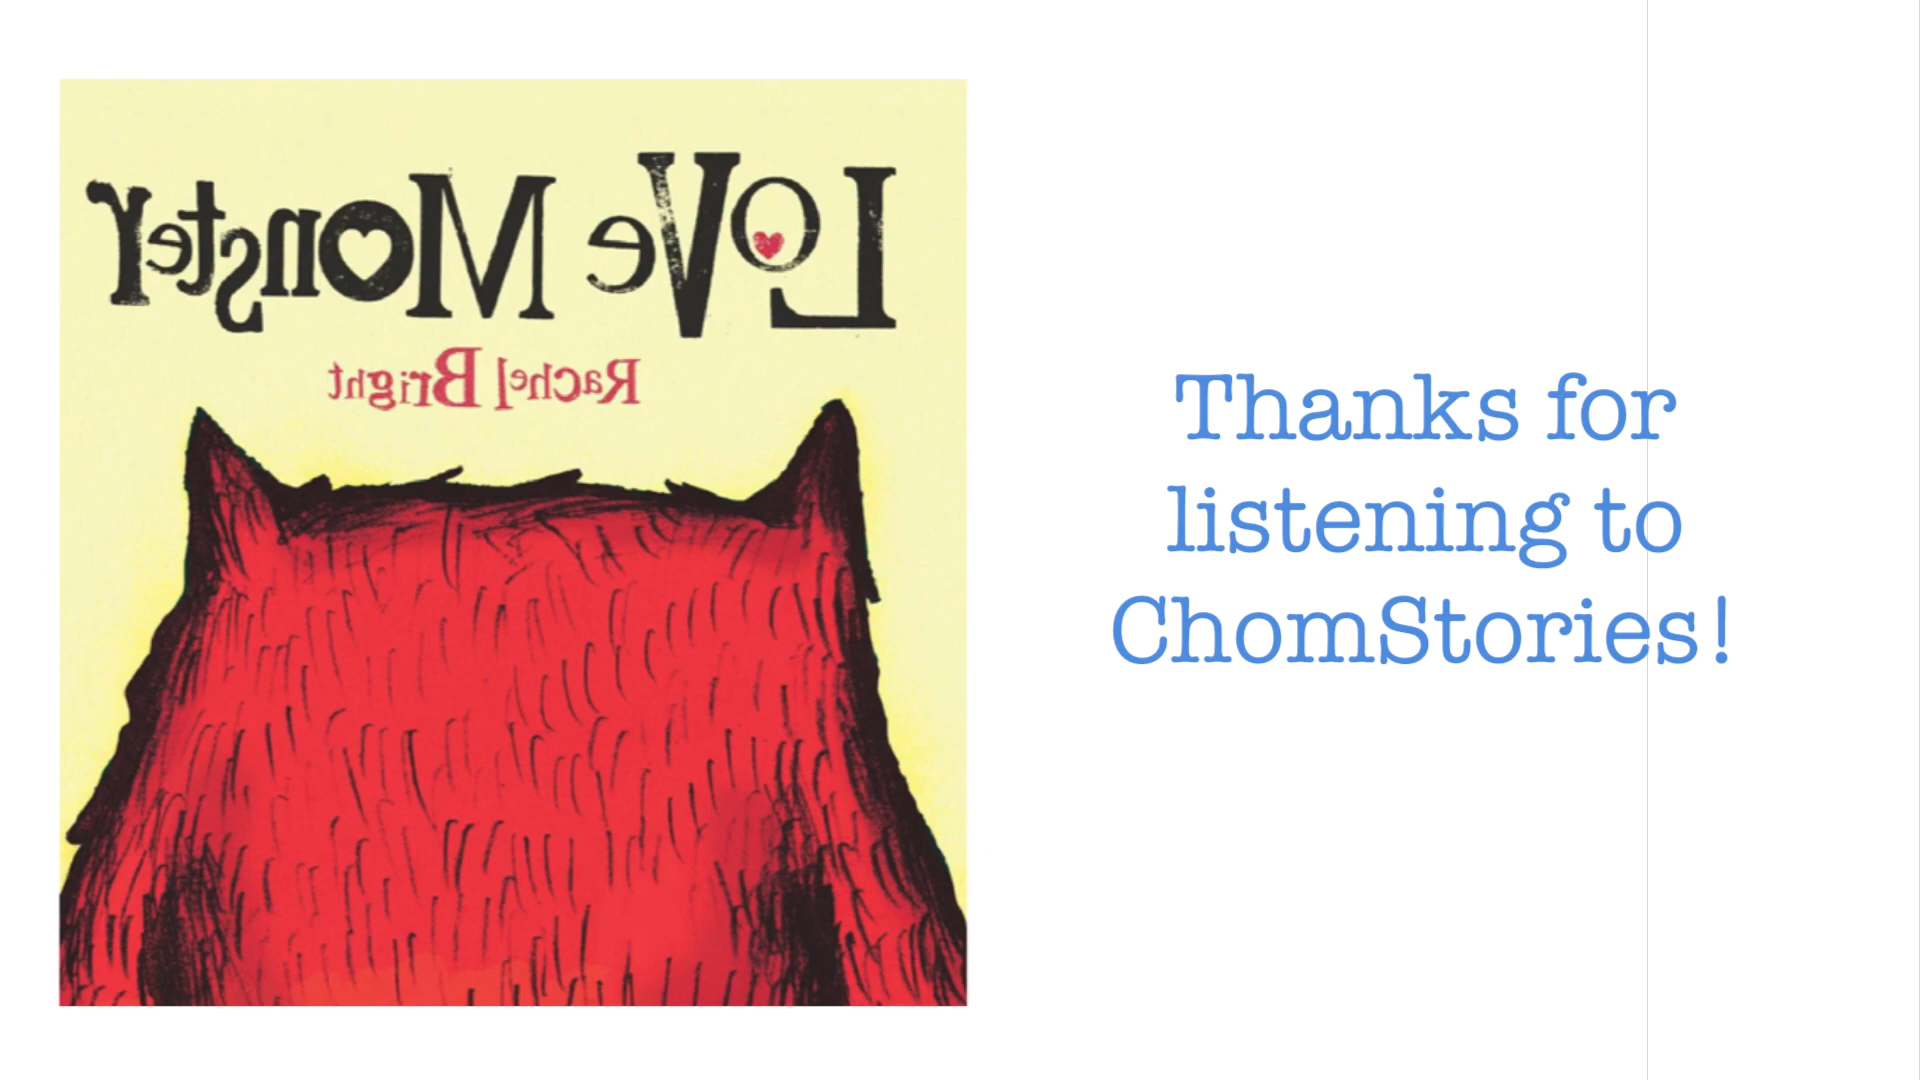 Love Monster
Rachel Bright
Thanks for
listening to
ChomStories!